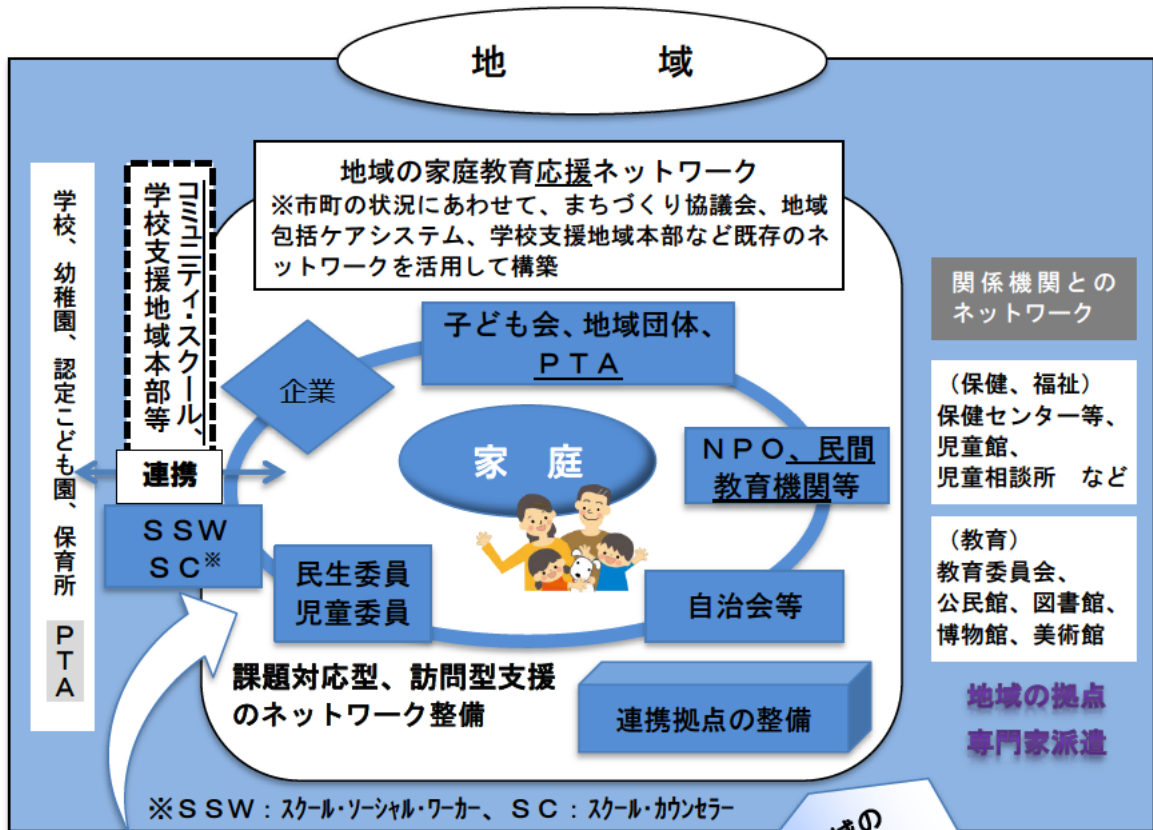 地　域
地域の家庭教育応援ネットワーク
※市町の状況にあわせて、まちづくり協議会、地域
包括ケアシステム、学校支援地域本部など既存のネ
ットワークを活用して構築
学校、幼稚園、認定こども園、保育所
ＰＴＡ
コミュニティ・スクール、
学校支援地域本部等
連携
企業
子ども会、地域団体、
ＰＴＡ
家　庭
ＮＰＯ、民間
教育機関等
ＳＳＷ
ＳＣ※
民生委員
児童委員
自治会等
課題対応型、訪問型支援
のネットワーク整備
連携拠点の整備
関係機関との
ネットワーク
（保健、福祉）
保健センター等、
児童館、
児童相談所　など
（教育）
教育委員会、
公民館、図書館、
博物館、美術館
地域の拠点
専門家派遣
※ＳＳＷ：ｽｸｰﾙ･ｿｰｼｬﾙ･ﾜｰｶｰ、ＳＣ：ｽｸｰﾙ･ｶｳﾝｾﾗｰ